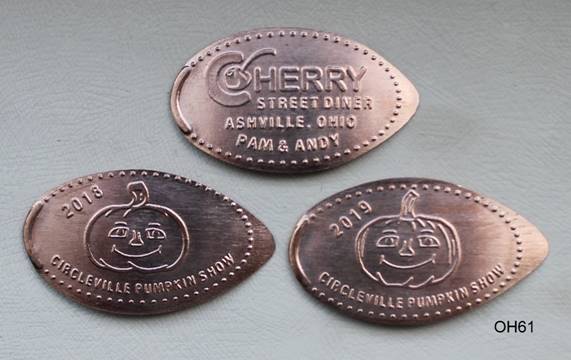 CHERRY
STREET DINER
ASHVILLE, OHIO
PAM & ANDY
2018
CIRCLEVILLE PUMPKIN SHOW
2019
CIRCLEVILLE PUMPKIN SHOW
OH61